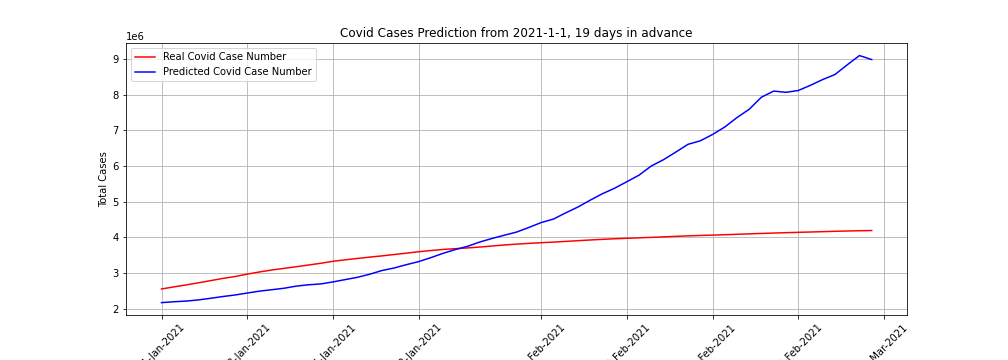 Covid Cases Prediction from 2021-1-1, 19 days in advance
1e6
Real Covid Case Number
Predicted Covid Case Number
9
8
7
6
5
4
3
2
Total Cases
-Jan-2021
-Jan-2021
-Jan-2021
-Jan-2021
Feb-2021
Feb-2021
Feb-2021
Feb-2021
Mar-2021